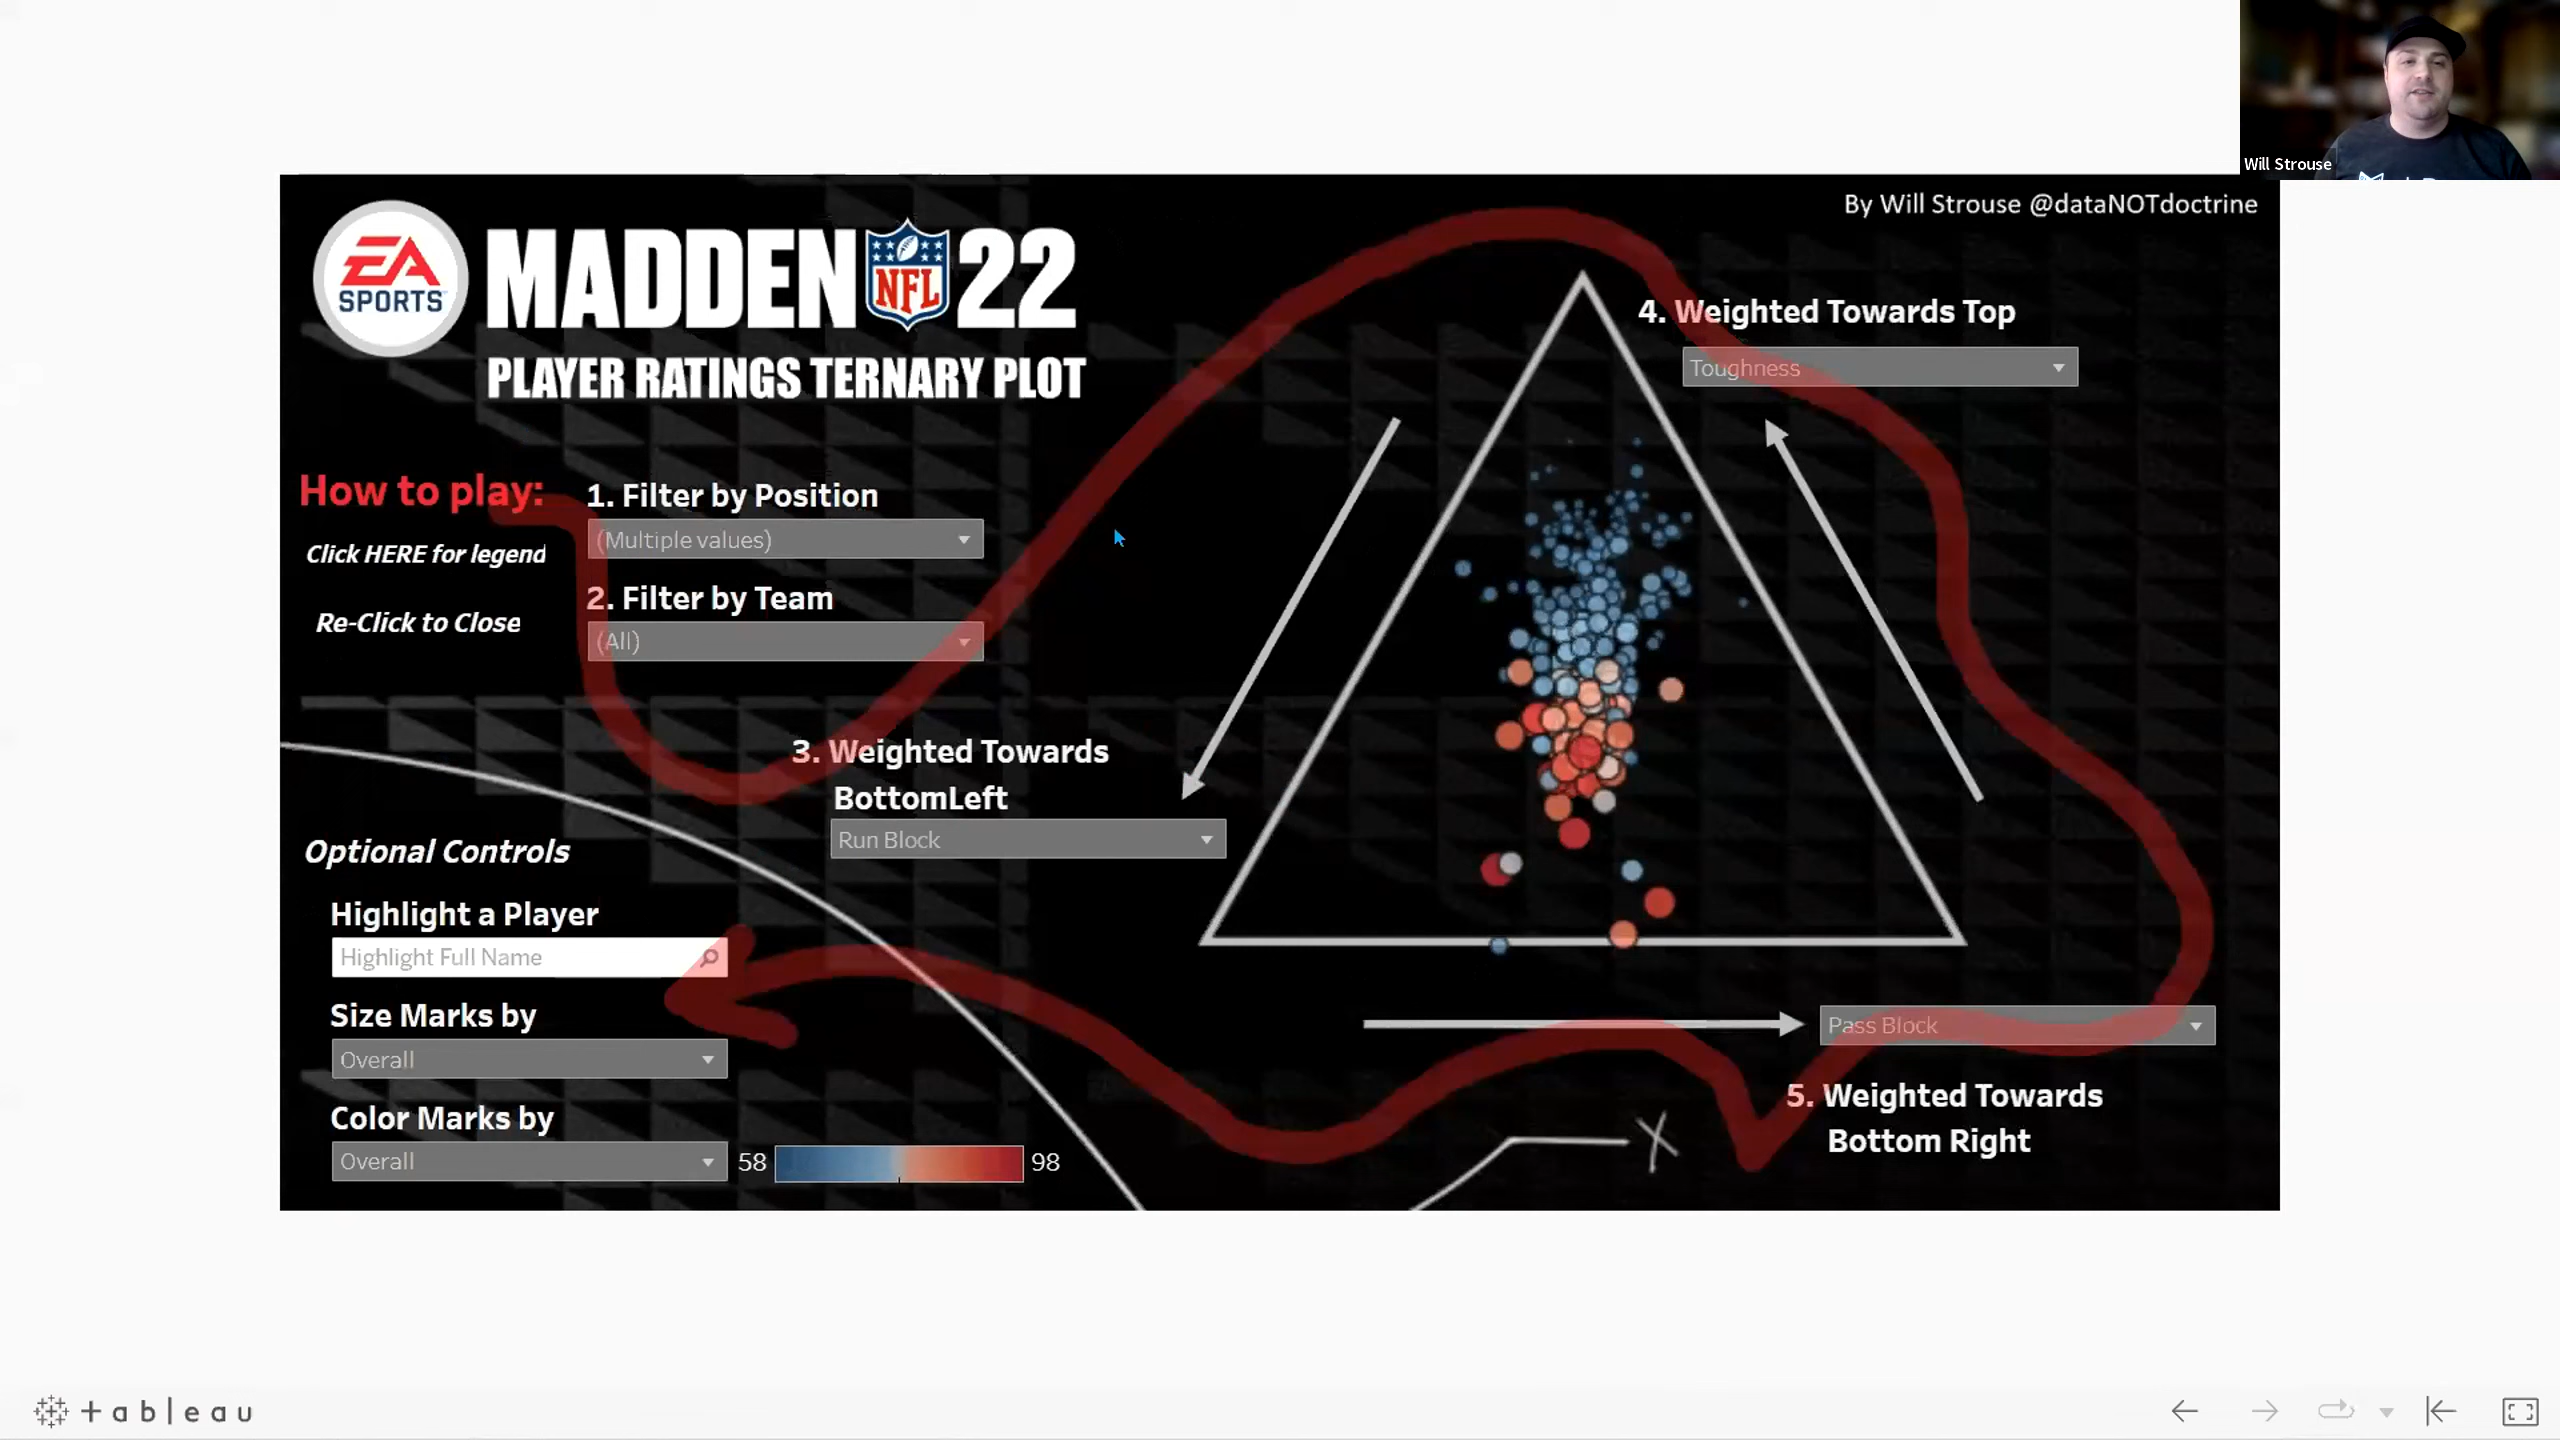 Will Strouse
By Will Strouse @dataNOTdoctrine
EA
SPORTS
MADDEN NFL 22
PLAYER RATINGS TERNARY PLOT
4. Weighted Towards Top
Toughness
How to play:
Click HERE for legend
Re-Click to Close
1. Filter by Position
(Multiple values)
2. Filter by Team
(All)
3. Weighted Towards
BottomLeft
Run Block
Optional Controls
Highlight a Player
Highlight Full Name
Size Marks by
Overall
Color Marks by
Overall
58
98
Pass Block
5. Weighted Towards
Bottom Right
X
+ a b | e a u